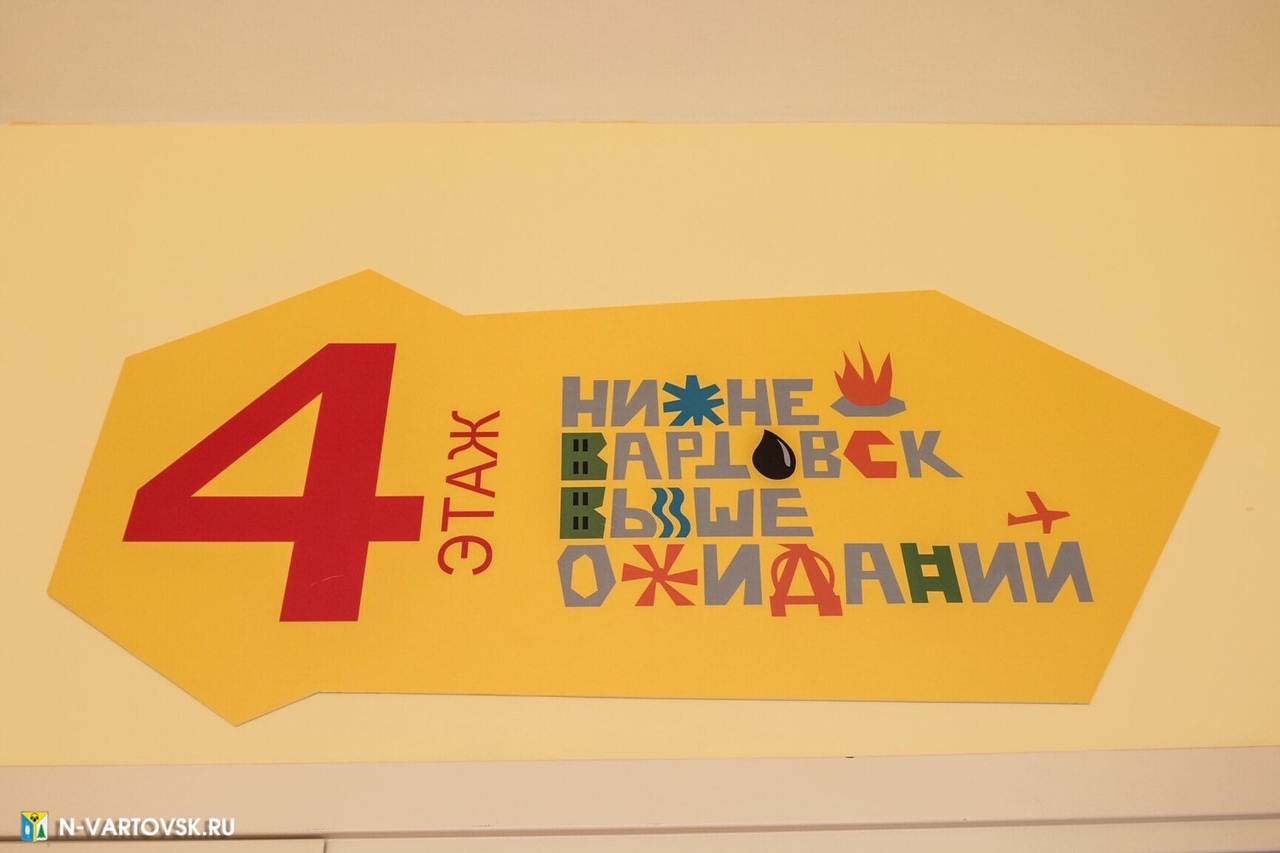 4
ЭТАЖ
НИЖНЕ
ВАРТОВСК
ВЫШЕ
ОЖИДАНИЙ
N-VARTOVSK.RU